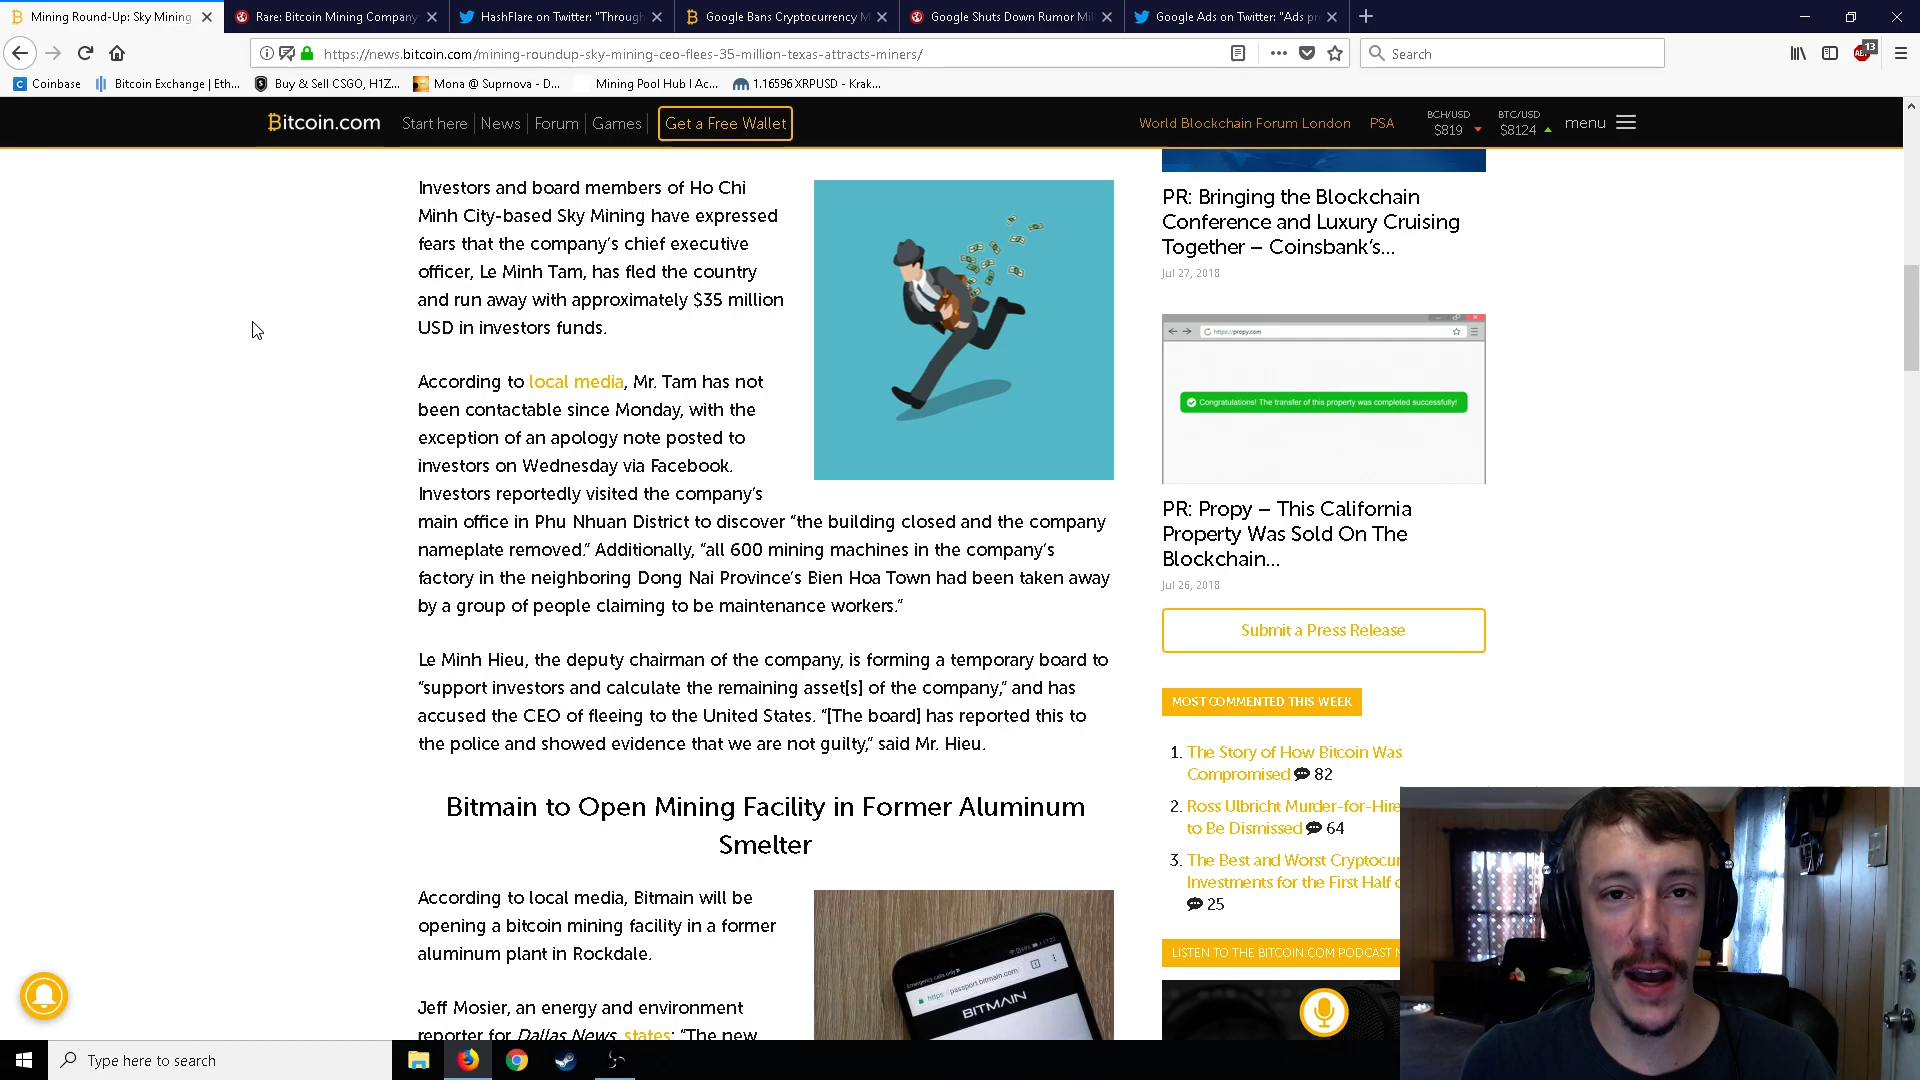 Mining Round-Up: Sky Mining
Rare: Bitcoin Mining Company
HashFlare on Twitter: "Through
Google Bans Cryptocurrency M
Google Shuts Down Rumor Mil
Google Ads on Twitter: "Ads pr
https://news.bitcoin.com/mining-roundup-sky-mining-ceo-flees-35-million-texas-attracts-miners/
Search
13
Coinbase
Bitcoin Exchange | Eth...
Buy & Sell CSGO, H1Z...
Mona @ Suprnova - D...
Mining Pool Hub | Ac...
1.16596 XRPUSD - Krak...
Bitcoin.com
Start here
News
Forum
Games
Get a Free Wallet
World Blockchain Forum London
PSA
BCH/USD
$819
BTC/USD
$8124
menu
Investors and board members of Ho Chi
Minh City-based Sky Mining have expressed
fears that the company's chief executive
officer, Le Minh Tam, has fled the country
and run away with approximately $35 million
USD in investors funds.
According to local media, Mr. Tam has not
been contactable since Monday, with the
exception of an apology note posted to
investors on Wednesday via Facebook.
Investors reportedly visited the company's
main office in Phu Nhuan District to discover "the building closed and the company
nameplate removed." Additionally, "all 600 mining machines in the company's
factory in the neighboring Dong Nai Province's Bien Hoa Town had been taken away
by a group of people claiming to be maintenance workers."
Le Minh Hieu, the deputy chairman of the company, is forming a temporary board to
"support investors and calculate the remaining asset[s] of the company," and has
accused the CEO of fleeing to the United States. "[The board] has reported this to
the police and showed evidence that we are not guilty," said Mr. Hieu.
Bitmain to Open Mining Facility in Former Aluminum
Smelter
According to local media, Bitmain will be
opening a bitcoin mining facility in a former
aluminum plant in Rockdale.
Jeff Mosier, an energy and environment
reporter for Dallas News, states: "The new
https://passport.bitmain.com/
BITMAIN
PR: Bringing the Blockchain
Conference and Luxury Cruising
Together – Coinsbank's...
Jul 27, 2018
https://propy.com
Congratulations! The transfer of this property was completed successfully!
PR: Propy – This California
Property Was Sold On The
Blockchain...
Jul 26, 2018
Submit a Press Release
MOST COMMENTED THIS WEEK
1. The Story of How Bitcoin Was
Compromised 82
2. Ross Ulbricht Murder-for-Hire
to Be Dismissed 64
3. The Best and Worst Cryptocur
Investments for the First Half o
25
LISTEN TO THE BITCOIN.COM PODCAST N
Type here to search